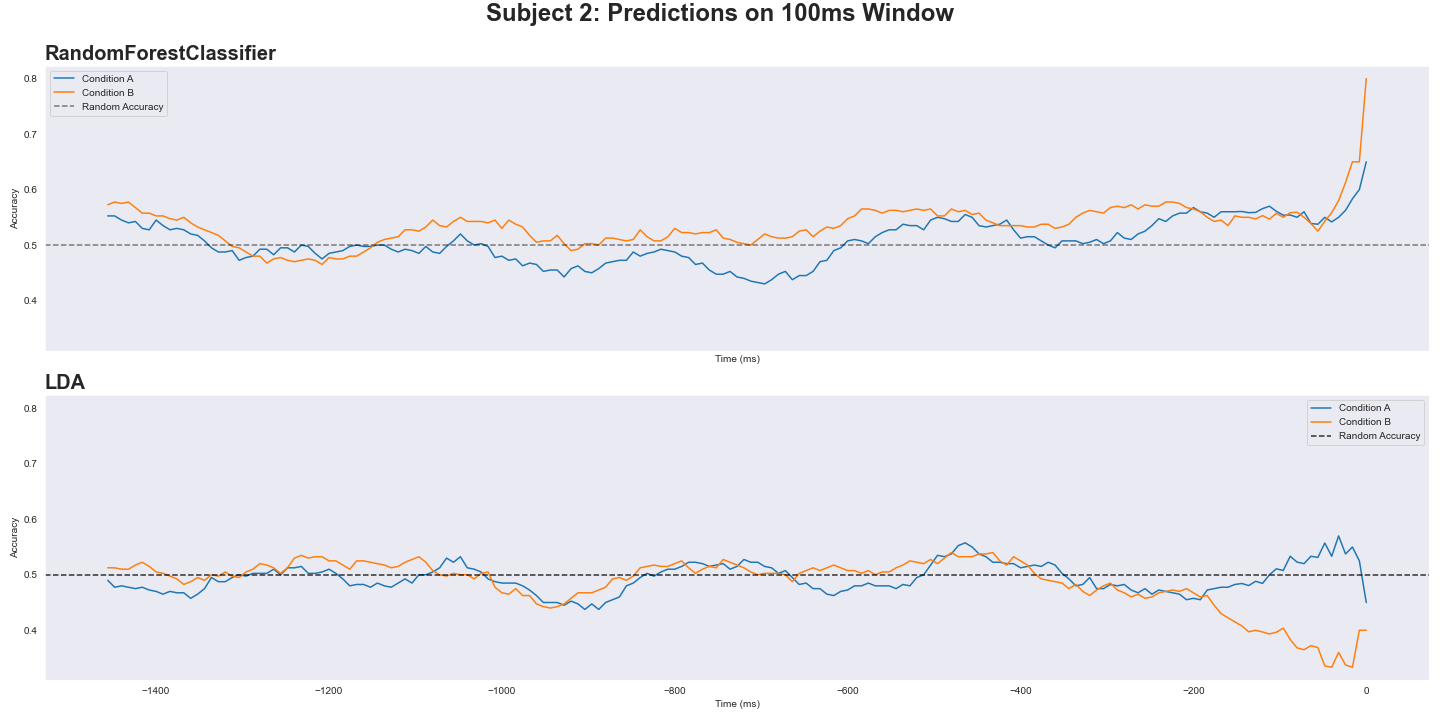 Subject 2: Predictions on 100ms Window
RandomForestClassifier
Condition A
Condition B
Random Accuracy
0.8
0.7
0.6
0.5
0.4
Accuracy
Time (ms)
LDA
Condition A
Condition B
Random Accuracy
0.8
0.7
0.6
0.5
0.4
Accuracy
−1400 −1200 −1000 −800 −600 −400 −200 0
Time (ms)